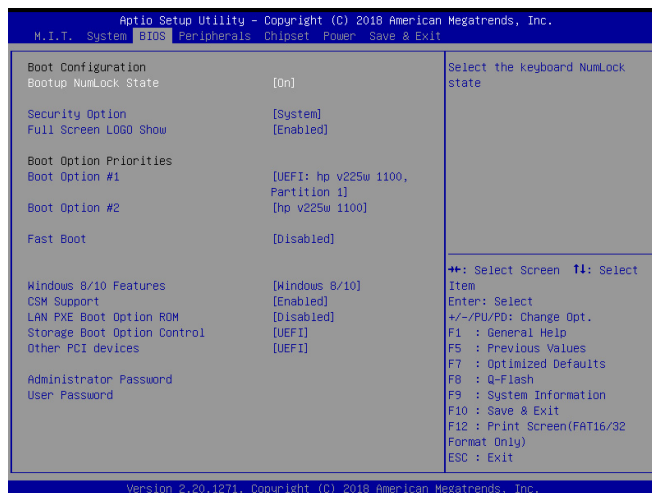 Aptio Setup Utility – Copyright (C) 2018 American Megatrends, Inc.
M.I.T. System BIOS Peripherals Chipset Power Save & Exit
Boot Configuration
Bootup NumLock State [On]
Security Option [System]
Full Screen LOGO Show [Enabled]
Boot Option Priorities
Boot Option #1 [UEFI: hp v225w 1100,
Partition 1]
Boot Option #2 [hp v225w 1100]
Fast Boot [Disabled]
Windows 8/10 Features [Windows 8/10]
CSM Support [Enabled]
LAN PXE Boot Option ROM [Disabled]
Storage Boot Option Control [UEFI]
Other PCI devices [UEFI]
Administrator Password
User Password
Select the keyboard NumLock
state
→←: Select Screen ↑↓: Select
Item
Enter: Select
+/-/PU/PD: Change Opt.
F1 : General Help
F5 : Previous Values
F7 : Optimized Defaults
F8 : Q-Flash
F9 : System Information
F10 : Save & Exit
F12 : Print Screen(FAT16/32
Format Only)
ESC : Exit
Version 2.20.1271. Copyright (C) 2018 American Megatrends, Inc.